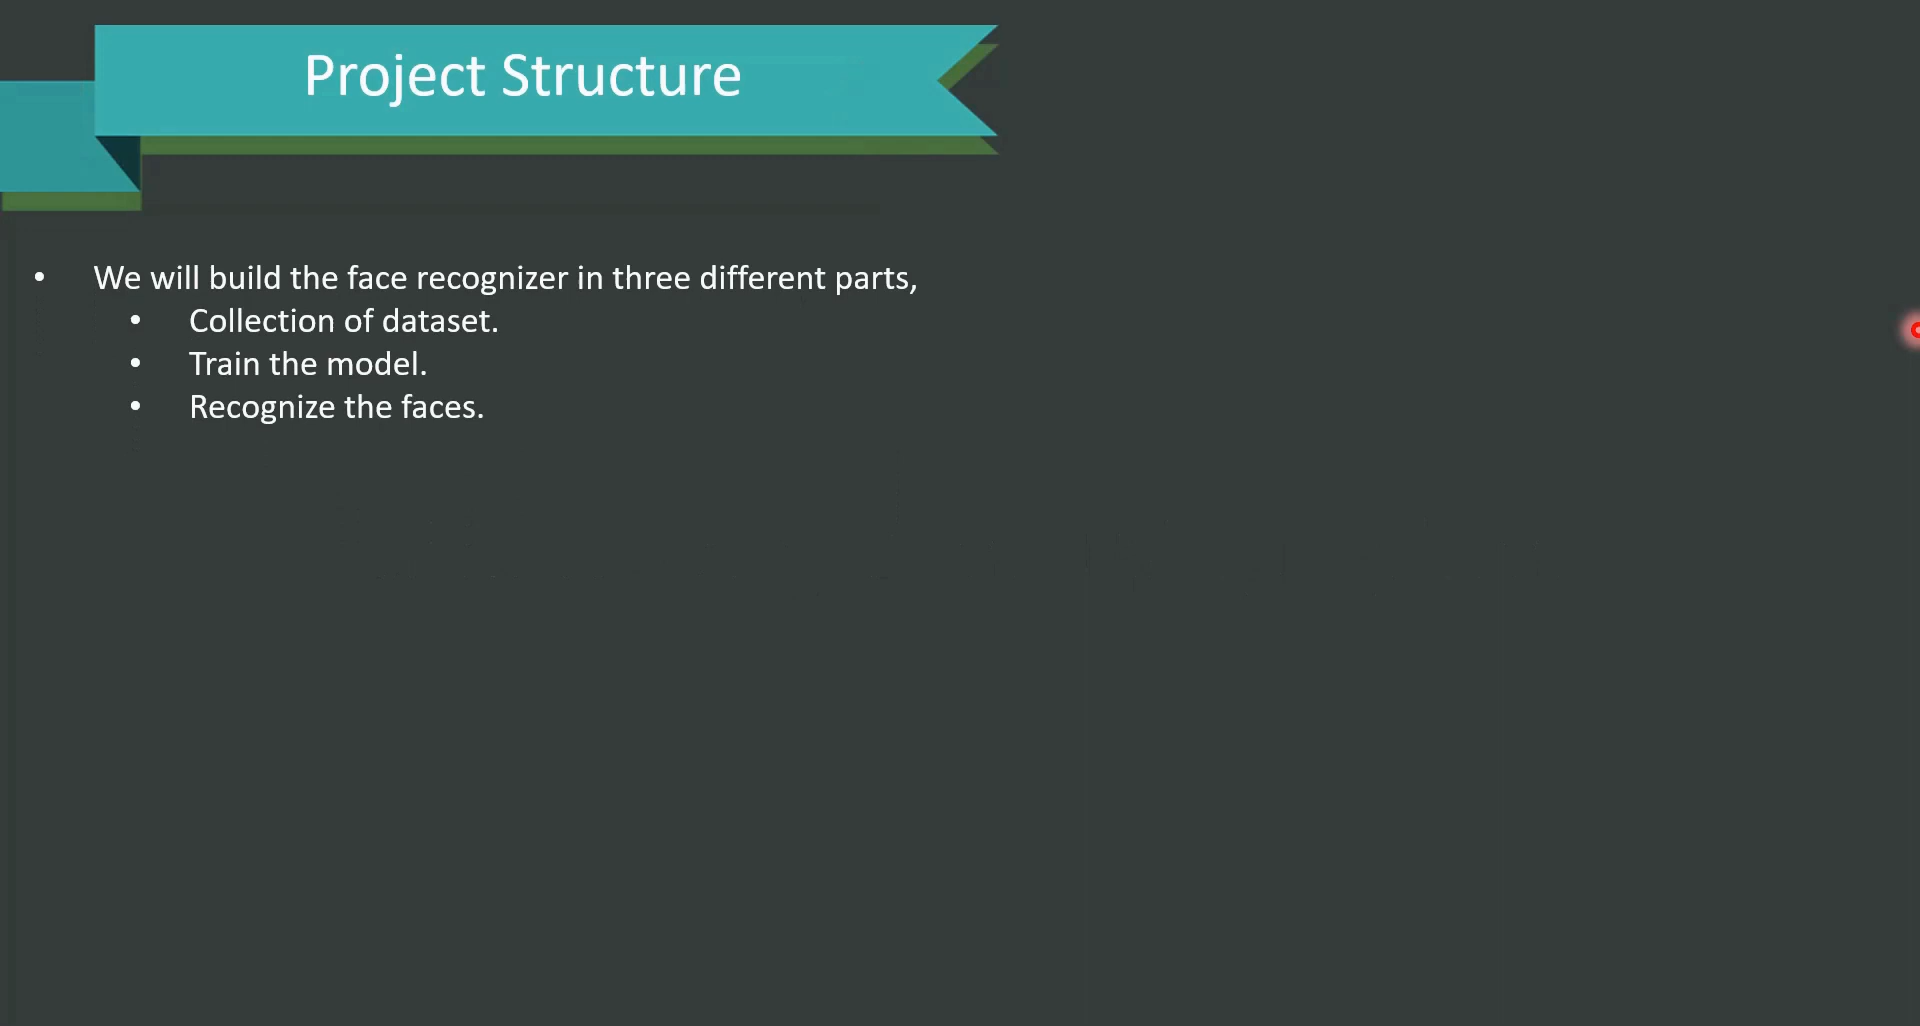 Project Structure
• We will build the face recognizer in three different parts,
• Collection of dataset.
• Train the model.
• Recognize the faces.